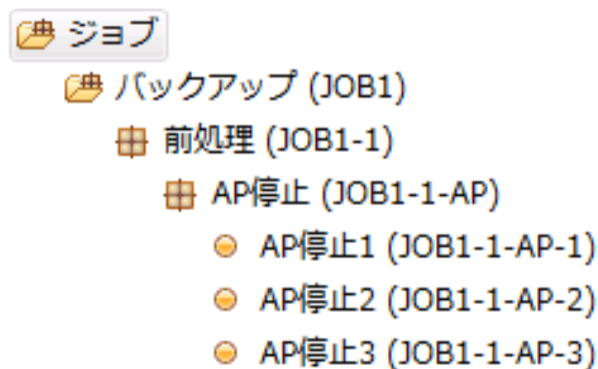 ジョブ
バックアップ (JOB1)
前処理 (JOB1-1)
AP停止 (JOB1-1-AP)
AP停止1 (JOB1-1-AP-1)
AP停止2 (JOB1-1-AP-2)
AP停止3 (JOB1-1-AP-3)